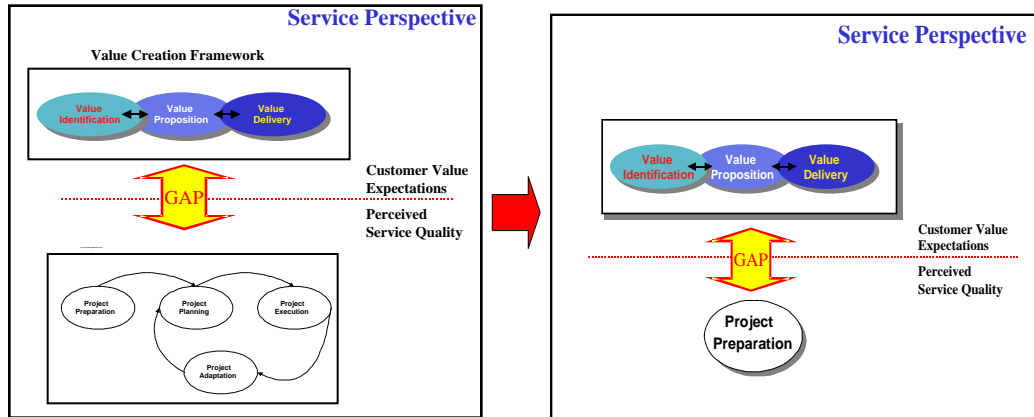 Service Perspective
Value Creation Framework
Value
Identification
Value
Proposition
Value
Delivery
GAP
Customer Value
Expectations
Perceived
Service Quality
Project
Preparation
Project
Planning
Project
Execution
Project
Adaptation
Service Perspective
Value
Identification
Value
Proposition
Value
Delivery
GAP
Customer Value
Expectations
Perceived
Service Quality
Project
Preparation